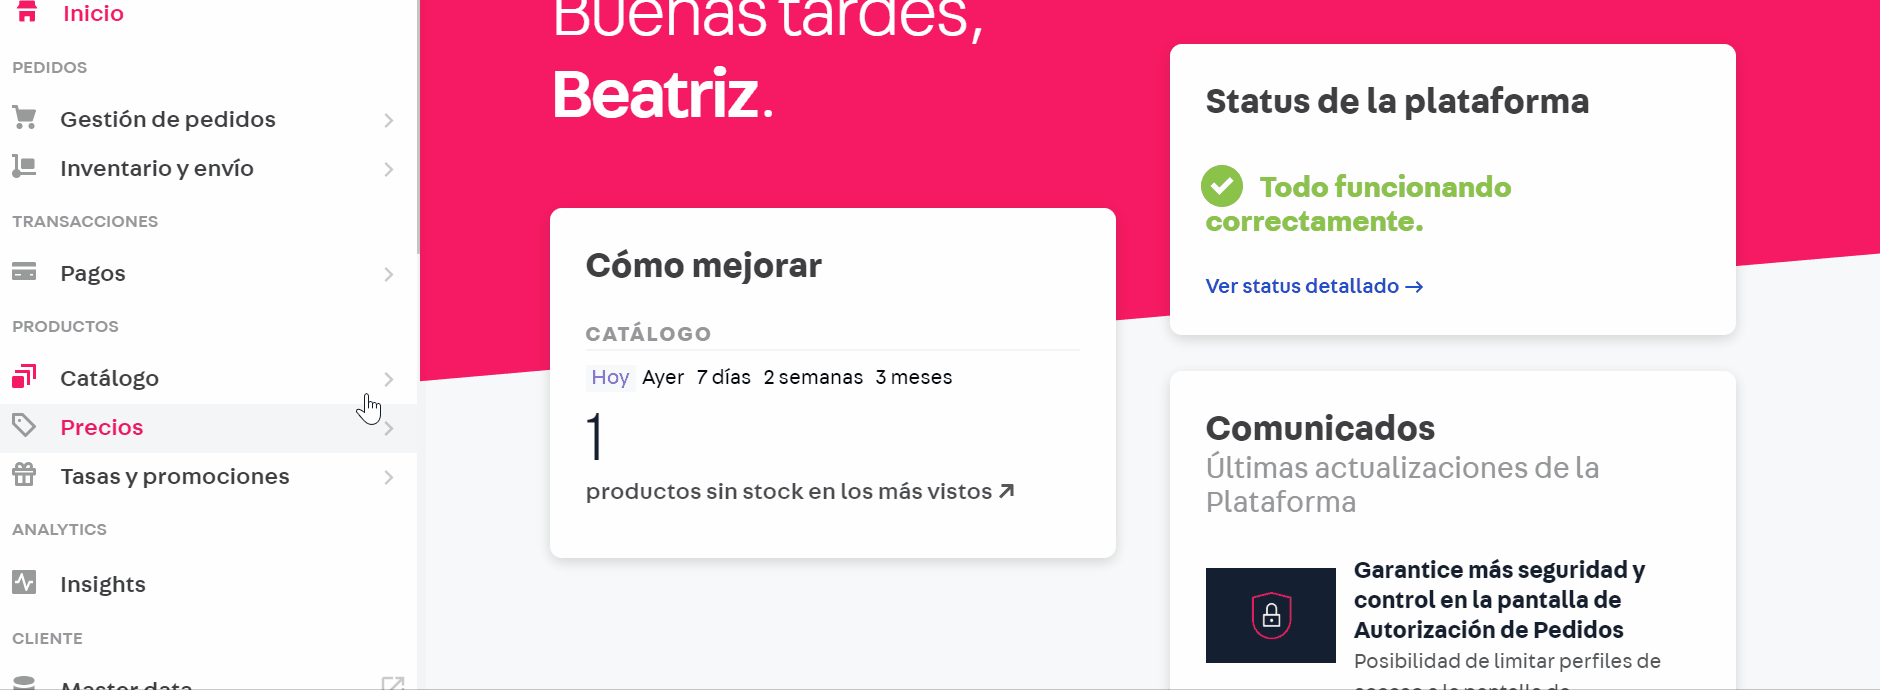 Inicio
PEDIDOS
Gestión de pedidos
Inventario y envío
TRANSACCIONES
Pagos
PRODUCTOS
Catálogo
Precios
Tasas y promociones
ANALYTICS
Insights
CLIENTE
Master data
Buenas tardes,
Beatriz.
Cómo mejorar
CATÁLOGO
Hoy Ayer 7 días 2 semanas 3 meses
1
productos sin stock en los más vistos
Status de la plataforma
Todo funcionando
correctamente.
Ver status detallado →
Comunicados
Últimas actualizaciones de la
Plataforma
Garantice más seguridad y
control en la pantalla de
Autorización de Pedidos
Posibilidad de limitar perfiles de